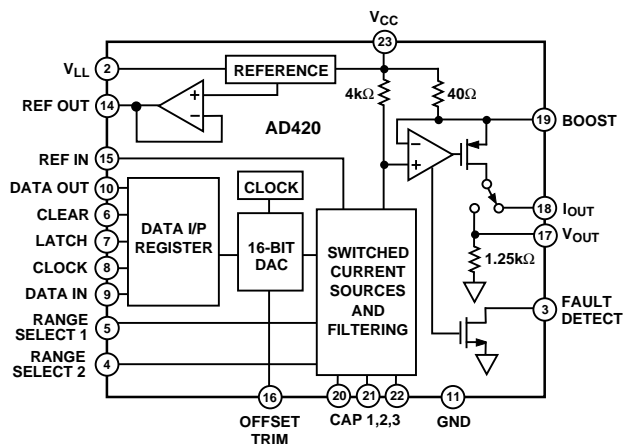 VCC
23
VLL
2
REFERENCE
REF OUT
14
+
−
4kΩ
40Ω
AD420
19
BOOST
−
+
REF IN
15
DATA OUT
10
CLEAR
6
LATCH
7
CLOCK
8
DATA IN
9
DATA I/P
REGISTER
CLOCK
16-BIT
DAC
SWITCHED
CURRENT
SOURCES
AND
FILTERING
18
IOUT
17
VOUT
1.25kΩ
3
FAULT
DETECT
RANGE
SELECT 1
5
RANGE
SELECT 2
4
16
OFFSET
TRIM
20
21
22
CAP 1,2,3
11
GND